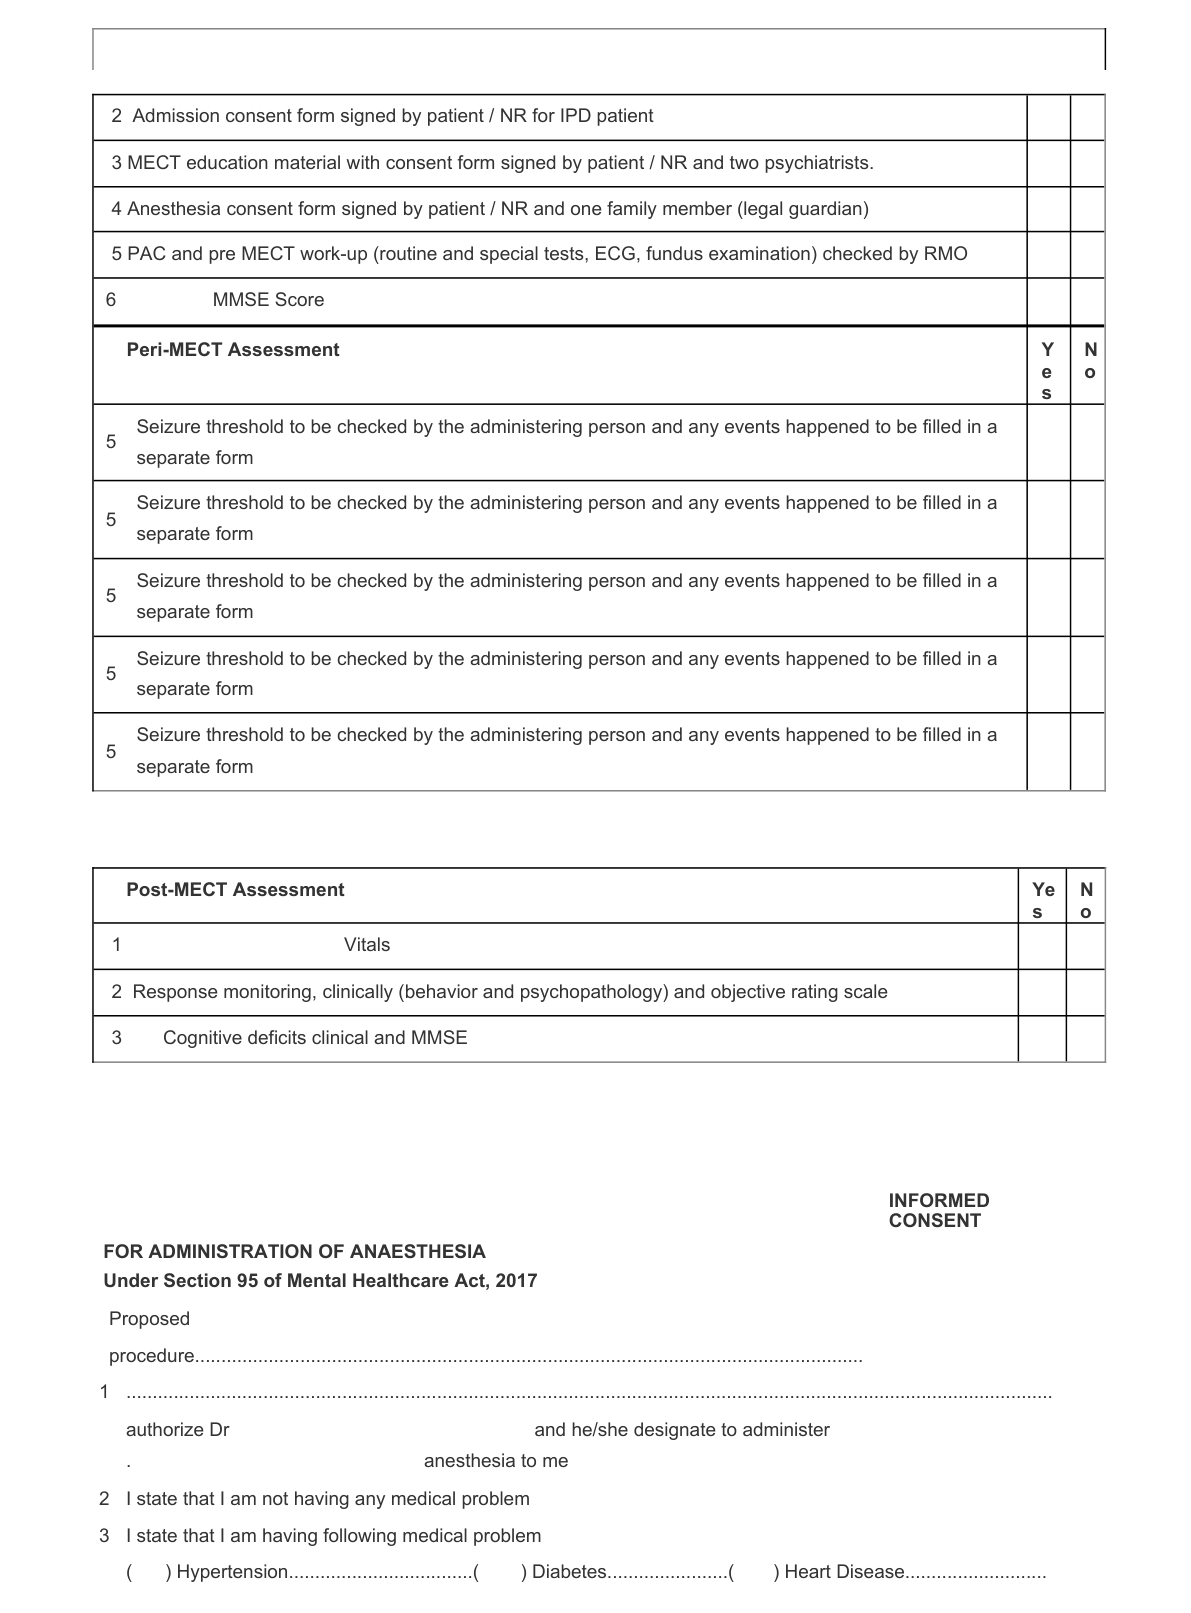 2 Admission consent form signed by patient / NR for IPD patient
3 MECT education material with consent form signed by patient / NR and two psychiatrists.
4 Anesthesia consent form signed by patient / NR and one family member (legal guardian)
5 PAC and pre MECT work-up (routine and special tests, ECG, fundus examination) checked by RMO
6 MMSE Score
Peri-MECT Assessment Yes No
5 Seizure threshold to be checked by the administering person and any events happened to be filled in a
separate form
5 Seizure threshold to be checked by the administering person and any events happened to be filled in a
separate form
5 Seizure threshold to be checked by the administering person and any events happened to be filled in a
separate form
5 Seizure threshold to be checked by the administering person and any events happened to be filled in a
separate form
5 Seizure threshold to be checked by the administering person and any events happened to be filled in a
separate form
Post-MECT Assessment Yes No
1 Vitals
2 Response monitoring, clinically (behavior and psychopathology) and objective rating scale
3 Cognitive deficits clinical and MMSE
INFORMED
CONSENT
FOR ADMINISTRATION OF ANAESTHESIA
Under Section 95 of Mental Healthcare Act, 2017
Proposed
procedure...............................................................................................................................
1 ................................................................................................................................................................................
authorize Dr and he/she designate to administer
. anesthesia to me
2 I state that I am not having any medical problem
3 I state that I am having following medical problem
( ) Hypertension...................................( ) Diabetes.......................( ) Heart Disease...........................